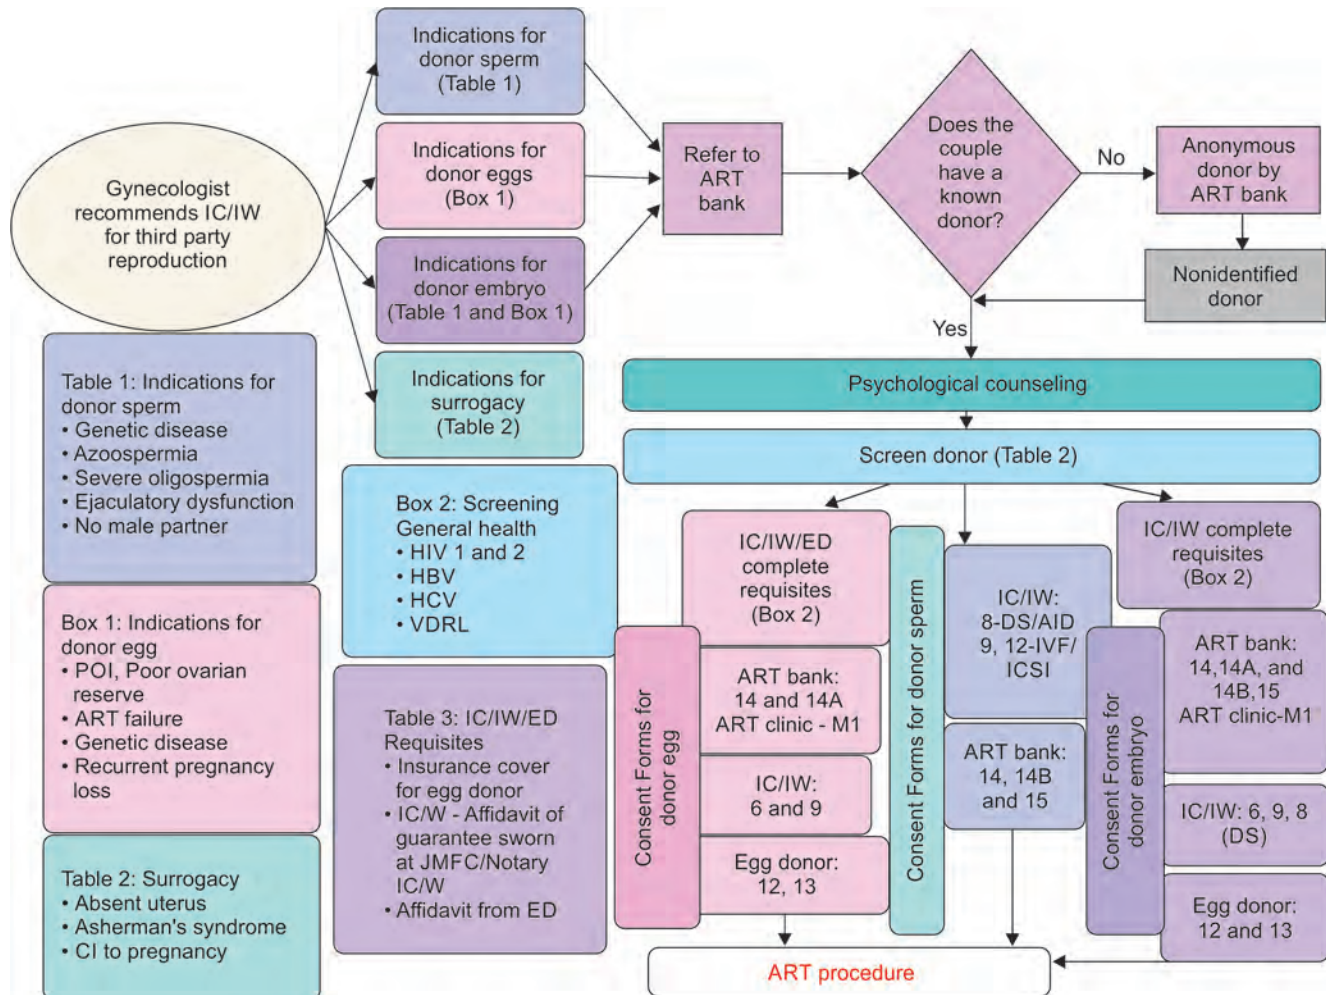 Gynecologist
recommends IC/IW
for third party
reproduction
Indications for
donor sperm
(Table 1)
Indications for
donor eggs
(Box 1)
Indications for
donor embryo
(Table 1 and Box 1)
Indications for
surrogacy
(Table 2)
Refer to
ART
bank
Does the
couple
have a
known
donor?
No
Anonymous
donor by
ART bank
Nonidentified
donor
Yes
Psychological counseling
Screen donor (Table 2)
Table 1: Indications for
donor sperm
• Genetic disease
• Azoospermia
• Severe oligospermia
• Ejaculatory dysfunction
• No male partner
Box 1: Indications for
donor egg
• POI, Poor ovarian
reserve
• ART failure
• Genetic disease
• Recurrent pregnancy
loss
Table 2: Surrogacy
• Absent uterus
• Asherman's syndrome
• CI to pregnancy
Box 2: Screening
General health
• HIV 1 and 2
• HBV
• HCV
• VDRL
Table 3: IC/IW/ED
Requisites
• Insurance cover
for egg donor
• IC/W - Affidavit of
guarantee sworn
at JMFC/Notary
IC/W
• Affidavit from ED
Consent Forms for
donor egg
IC/IW/ED
complete
requisites
(Box 2)
ART bank:
14 and 14A
ART clinic - M1
IC/IW:
6 and 9
Egg donor:
12, 13
Consent Forms for donor sperm
IC/IW:
8-DS/AID
9, 12-IVF/
ICSI
ART bank:
14, 14B
and 15
Consent Forms for
donor embryo
IC/IW complete
requisites
(Box 2)
ART bank:
14,14A, and
14B,15
ART clinic-M1
IC/IW: 6, 9, 8
(DS)
Egg donor:
12 and 13
ART procedure